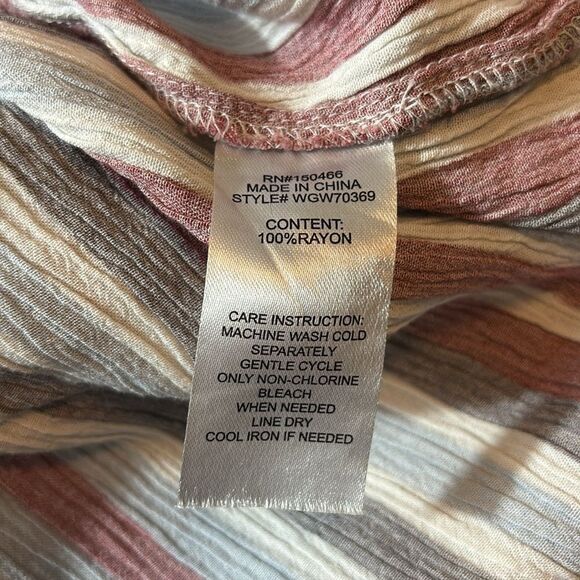 RN#150466
MADE IN CHINA
STYLE# WGW70369
CONTENT:
100%RAYON
CARE INSTRUCTION:
MACHINE WASH COLD
SEPARATELY
GENTLE CYCLE
ONLY NON-CHLORINE
BLEACH
WHEN NEEDED
LINE DRY
COOL IRON IF NEEDED